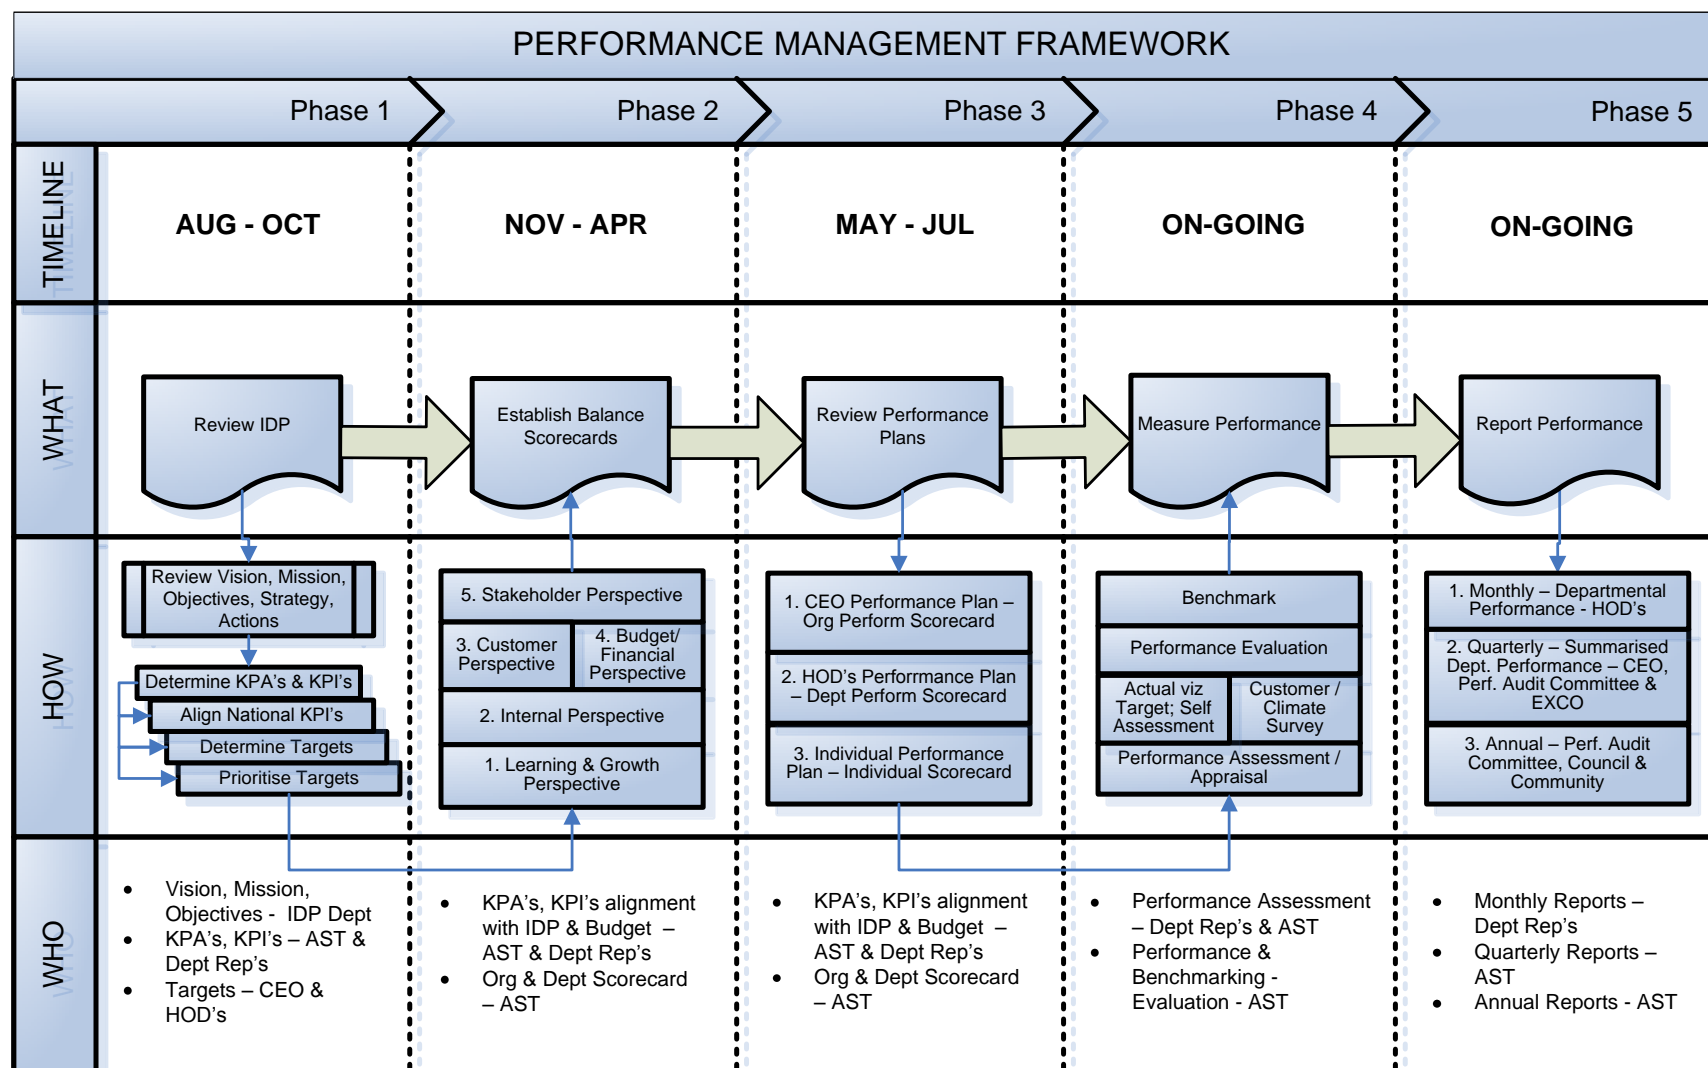 PERFORMANCE MANAGEMENT FRAMEWORK
Phase 1
Phase 2
Phase 3
Phase 4
Phase 5
TIMELINE
AUG - OCT
NOV - APR
MAY - JUL
ON-GOING
ON-GOING
WHAT
Review IDP
Establish Balance
Scorecards
Review Performance
Plans
Measure Performance
Report Performance
HOW
Review Vision, Mission,
Objectives, Strategy,
Actions
Determine KPA's & KPI's
Align National KPI's
Determine Targets
Prioritise Targets
5. Stakeholder Perspective
3. Customer
Perspective
4. Budget/
Financial
Perspective
2. Internal Perspective
1. Learning & Growth
Perspective
1. CEO Performance Plan –
Org Perform Scorecard
2. HOD's Performance Plan
– Dept Perform Scorecard
3. Individual Performance
Plan – Individual Scorecard
Benchmark
Performance Evaluation
Actual viz
Target; Self
Assessment
Customer /
Climate
Survey
Performance Assessment /
Appraisal
1. Monthly – Departmental
Performance - HOD's
2. Quarterly – Summarised
Dept. Performance – CEO,
Perf. Audit Committee &
EXCO
3. Annual – Perf. Audit
Committee, Council &
Community
WHO
• Vision, Mission,
Objectives - IDP Dept
• KPA's, KPI's – AST &
Dept Rep's
• Targets – CEO &
HOD's
• KPA's, KPI's alignment
with IDP & Budget –
AST & Dept Rep's
• Org & Dept Scorecard
– AST
• KPA's, KPI's alignment
with IDP & Budget –
AST & Dept Rep's
• Org & Dept Scorecard
– AST
• Performance Assessment
– Dept Rep's & AST
• Performance &
Benchmarking -
Evaluation - AST
• Monthly Reports –
Dept Rep's
• Quarterly Reports –
AST
• Annual Reports - AST